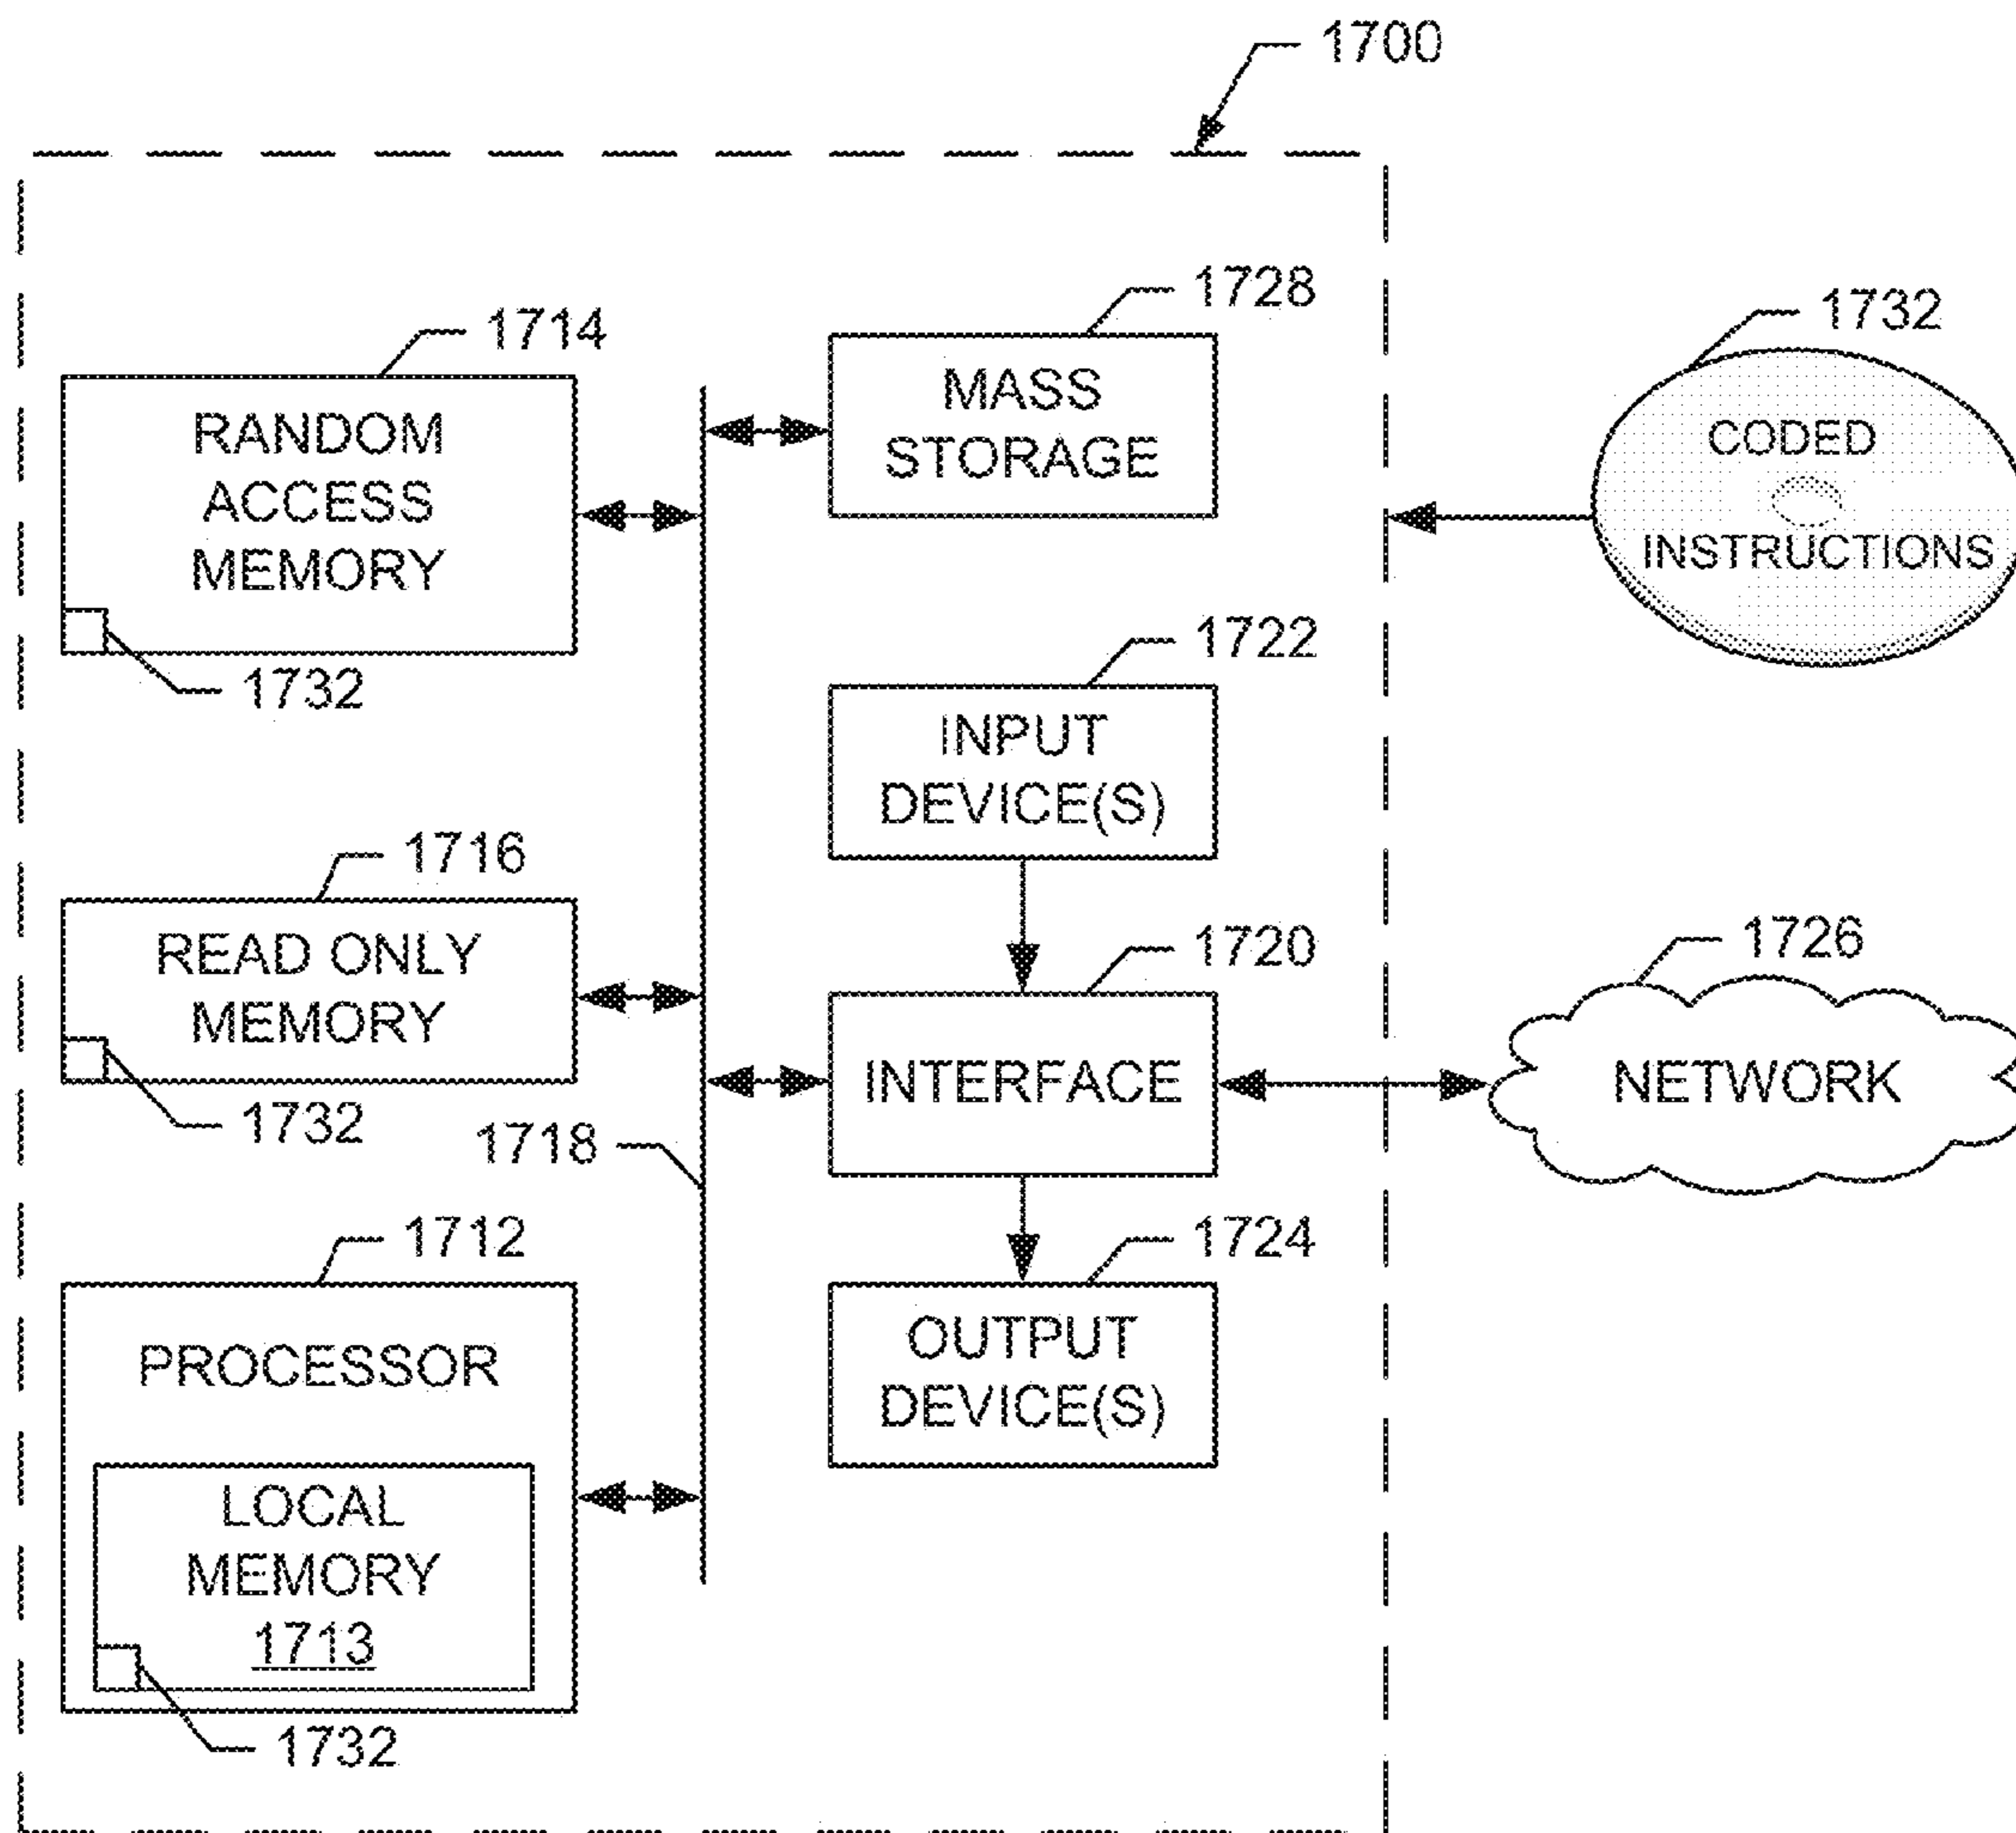 1700
1728
MASS
STORAGE
1714
RANDOM
ACCESS
MEMORY
1732
1732
CODED
INSTRUCTIONS
1722
INPUT
DEVICE(S)
1716
READ ONLY
MEMORY
1732
1718
1720
INTERFACE
1726
NETWORK
1712
PROCESSOR
LOCAL
MEMORY
1713
1732
1724
OUTPUT
DEVICE(S)